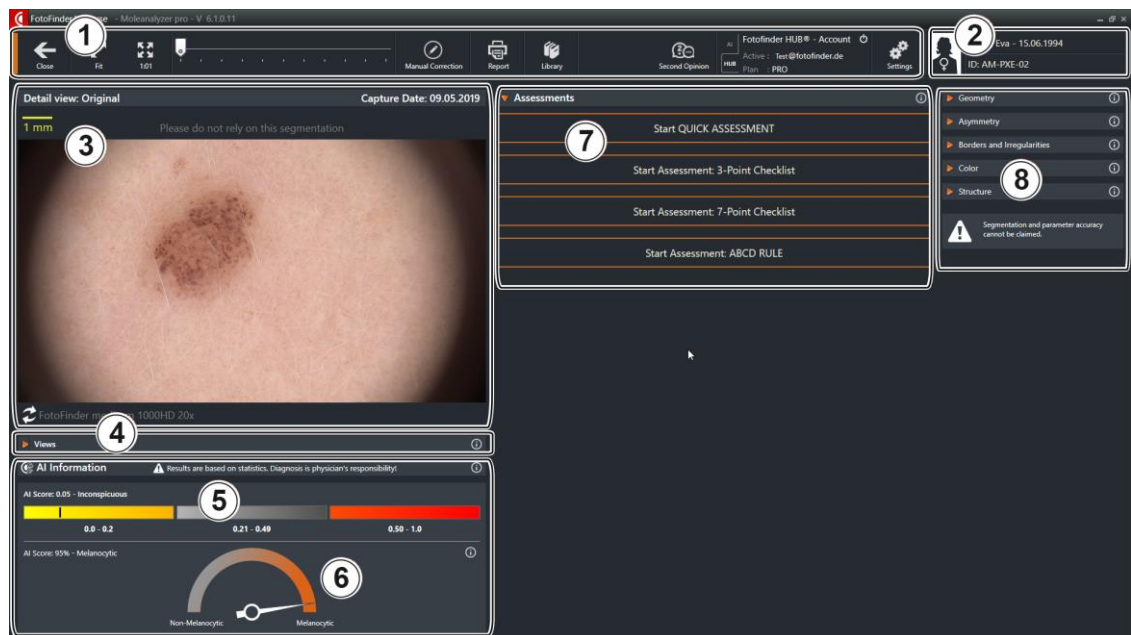 FotoFinder - Moleanalyzer pro - V 6.1.0.11
1
Close
Fit
1:01
Manual Correction
Report
Library
Second Opinion
AI
HUB
Fotofinder HUB® - Account
Active : Test@fotofinder.de
Plan : PRO
Settings
2
Eva - 15.06.1994
ID: AM-PXE-02
Detail view: Original
Capture Date: 09.05.2019
1 mm
Please do not rely on this segmentation
3
FotoFinder 1000HD 20x
4
Views
AI Information
Results are based on statistics. Diagnosis is physician's responsibility!
AI Score: 0.05 - Inconspicuous
5
0.0 - 0.2
0.21 - 0.49
0.50 - 1.0
AI Score: 95% - Melanocytic
6
Non-Melanocytic
Melanocytic
Assessments
7
Start QUICK ASSESSMENT
Start Assessment: 3-Point Checklist
Start Assessment: 7-Point Checklist
Start Assessment: ABCD RULE
Geometry
Asymmetry
Borders and Irregularities
Color
8
Structure
Segmentation and parameter accuracy
cannot be claimed.